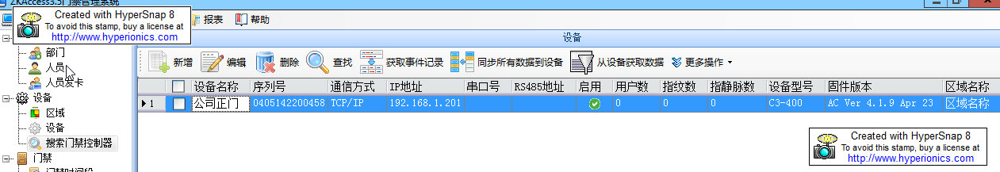 ZKAccess3.5门禁管理系统
Created with HyperSnap 8
To avoid this stamp, buy a license at
http://www.hyperionics.com
报表 帮助
设备
部门
人员
人员发卡
设备
区域
设备
搜索门禁控制器
门禁
门禁时间段
新增 编辑 删除 查找 获取事件记录 同步所有数据到设备 从设备获取数据 更多操作
设备名称 序列号 通信方式 IP地址 串口号 RS485地址 启用 用户数 指纹数 指静脉数 设备型号 固件版本 区域名称
1 公司正门 0405142200458 TCP/IP 192.168.1.201 0 0 0 C3-400 AC Ver 4.1.9 Apr 23 区域名称
Created with HyperSnap 8
To avoid this stamp, buy a license at
http://www.hyperionics.com